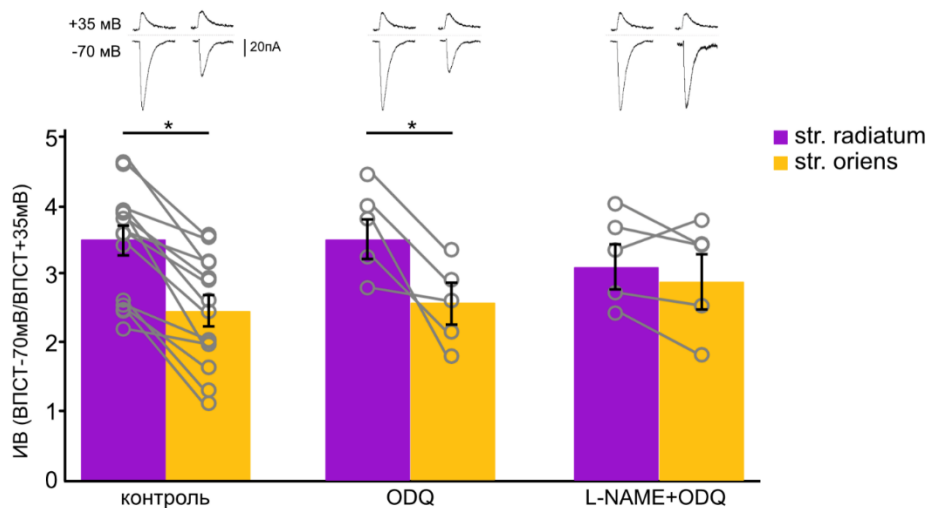 +35 мВ
-70 мВ
20пА
*
*
str. radiatum
str. oriens
ИВ (ВПСТ-70мВ/ВПСТ+35мВ)
5
4
3
2
1
0
контроль
ODQ
L-NAME+ODQ